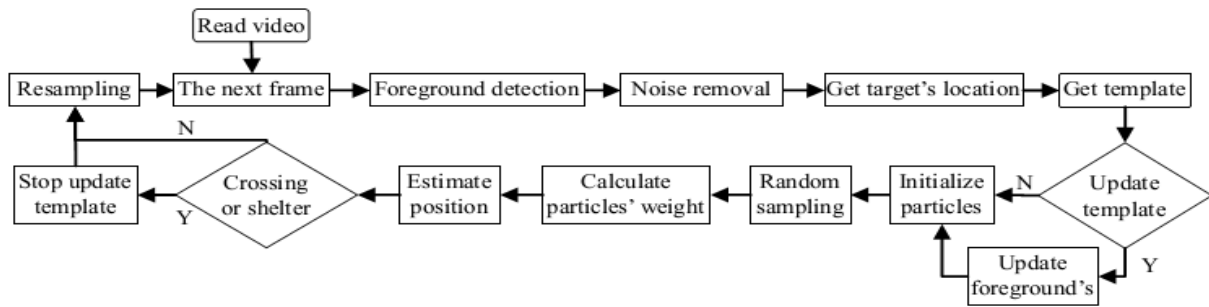 Read video
Resampling
The next frame
Foreground detection
Noise removal
Get target's location
Get template
N
Stop update
template
Y
Crossing
or shelter
Estimate
position
Calculate
particles' weight
Random
sampling
Initialize
particles
N
Update
template
Y
Update
foreground's